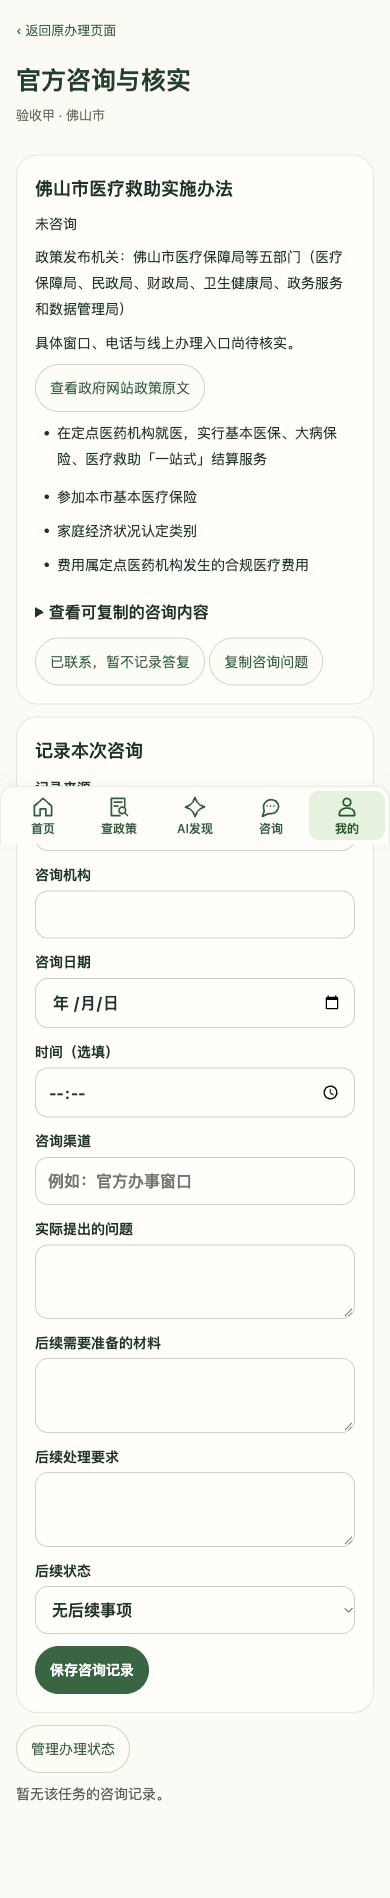 ‹ 返回原办理页面
官方咨询与核实
验收甲 · 佛山市
佛山市医疗救助实施办法
未咨询
政策发布机关：佛山市医疗保障局等五部门（医疗
保障局、民政局、财政局、卫生健康局、政务服务
和数据管理局）
具体窗口、电话与线上办理入口尚待核实。
查看政府网站政策原文
• 在定点医药机构就医，实行基本医保、大病保
险、医疗救助「一站式」结算服务
• 参加本市基本医疗保险
• 家庭经济状况认定类别
• 费用属定点医药机构发生的合规医疗费用
▶ 查看可复制的咨询内容
已联系，暂不记录答复
复制咨询问题
记录本次咨询
首页
查政策
AI发现
咨询
我的
咨询机构
咨询日期
年 /月/日
时间（选填）
--:--
咨询渠道
例如：官方办事窗口
实际提出的问题
后续需要准备的材料
后续处理要求
后续状态
无后续事项
保存咨询记录
管理办理状态
暂无该任务的咨询记录。